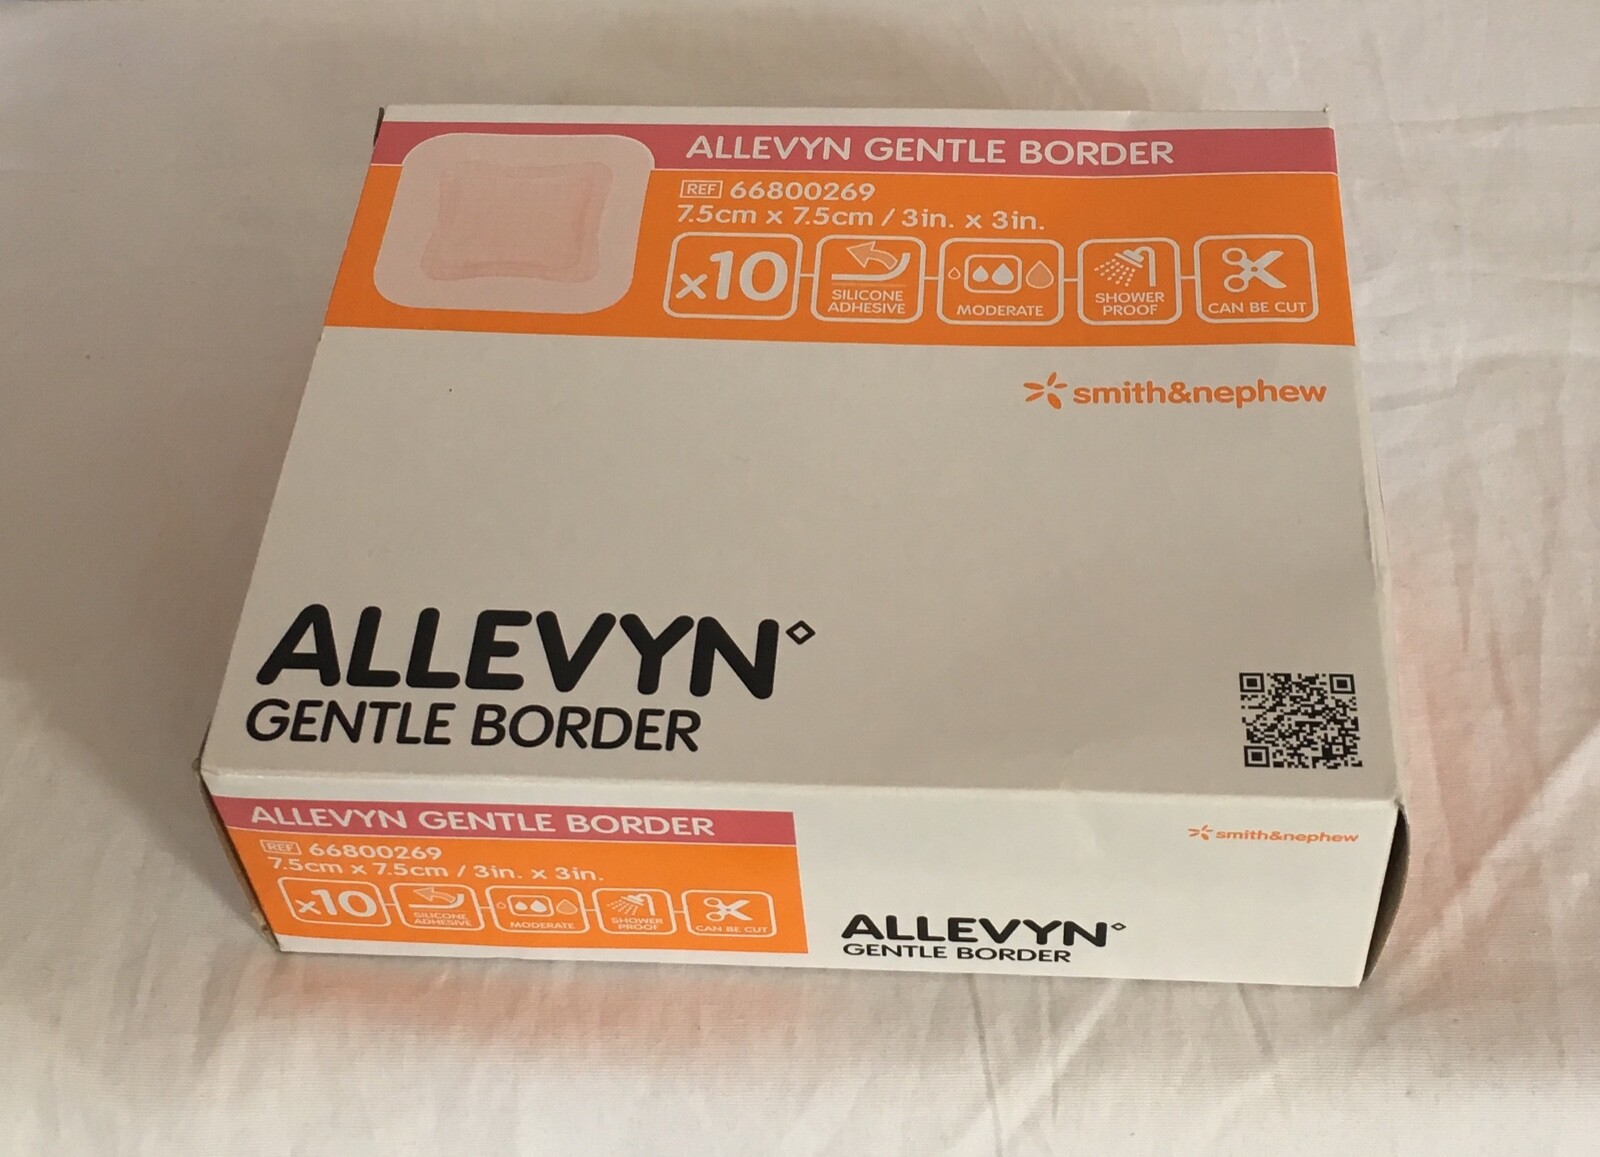 ALLEVYN GENTLE BORDER
REF 66800269
7.5cm x 7.5cm / 3in. x 3in.
x10
SILICONE
ADHESIVE
MODERATE
SHOWER
PROOF
CAN BE CUT
smith&nephew
ALLEVYN◊
GENTLE BORDER
ALLEVYN GENTLE BORDER
REF 66800269
7.5cm x 7.5cm / 3in. x 3in.
x10
SILICONE
ADHESIVE
MODERATE
SHOWER
PROOF
CAN BE CUT
smith&nephew
ALLEVYN◊
GENTLE BORDER